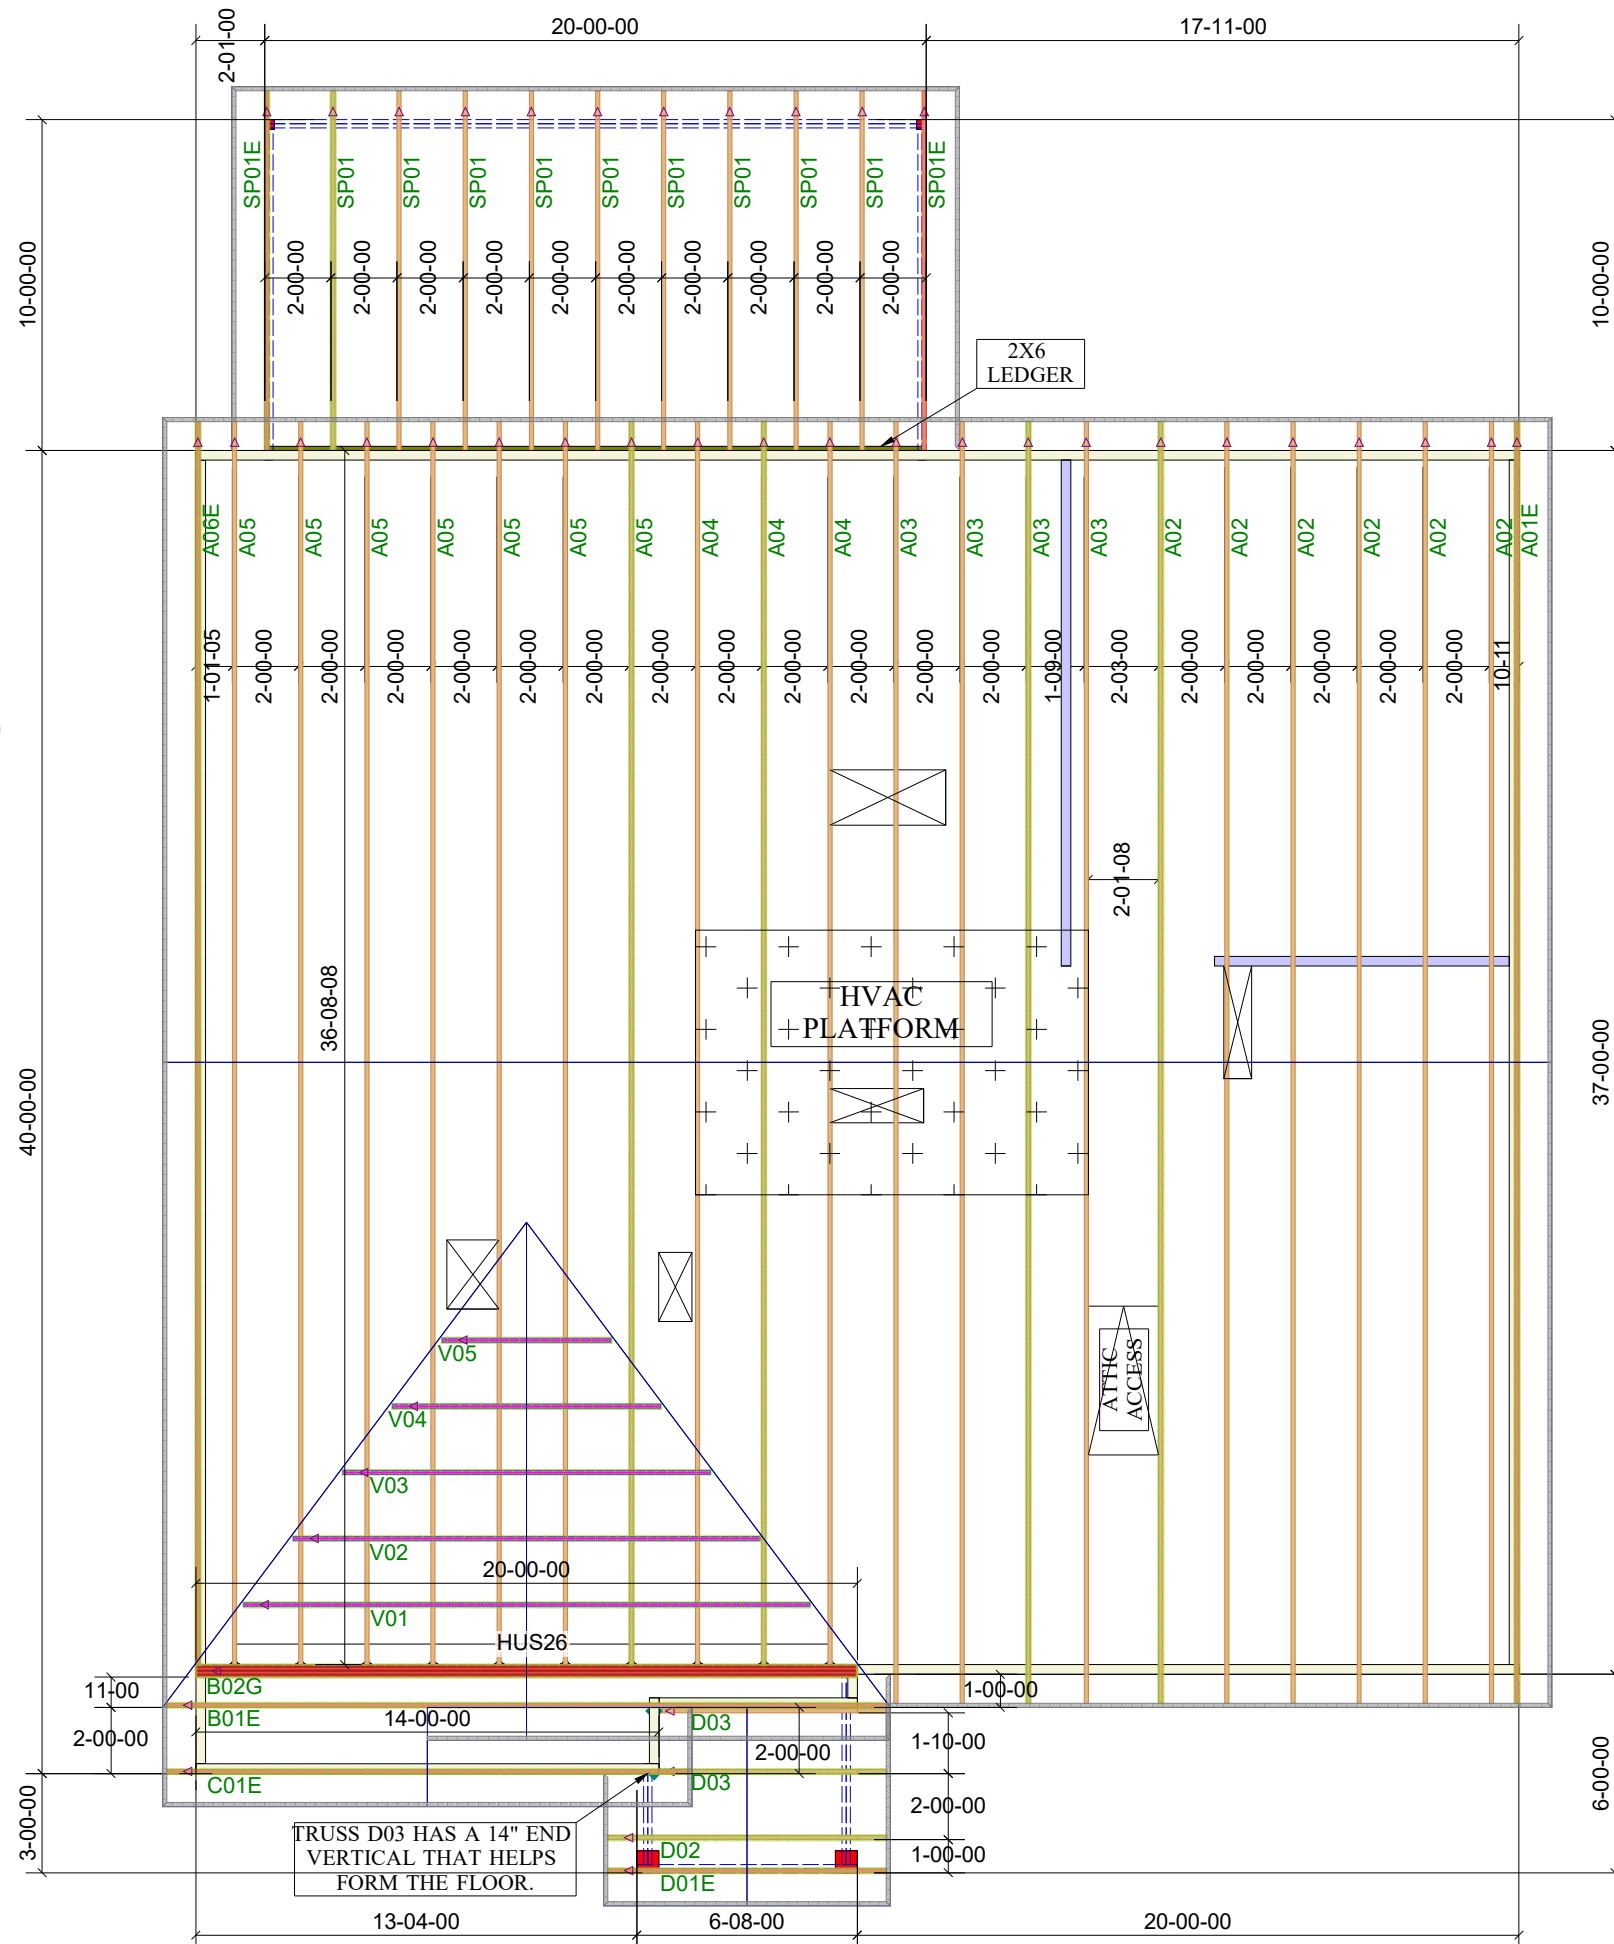 2-01-00
20-00-00
17-11-00
SP01E
SP01
SP01
SP01
SP01
SP01
SP01
SP01
SP01
SP01
SP01E
10-00-00
10-00-00
2-00-00
2-00-00
2-00-00
2-00-00
2-00-00
2-00-00
2-00-00
2-00-00
2-00-00
2-00-00
2X6
LEDGER
A06E
A05
A05
A05
A05
A05
A05
A05
A04
A04
A04
A03
A03
A03
A03
A02
A02
A02
A02
A02
A02
A01E
1-01-05
2-00-00
2-00-00
2-00-00
2-00-00
2-00-00
2-00-00
2-00-00
2-00-00
2-00-00
2-00-00
2-00-00
2-00-00
1-09-00
2-03-00
2-00-00
2-00-00
2-00-00
2-00-00
2-00-00
10-11
2-01-08
36-08-08
HVAC
PLATFORM
40-00-00
37-00-00
V05
ATTIC
ACCESS
V04
V03
V02
20-00-00
V01
HUS26
B02G
11-00
1-00-00
B01E
14-00-00
D03
2-00-00
2-00-00
1-10-00
C01E
D03
3-00-00
2-00-00
6-00-00
TRUSS D03 HAS A 14" END
VERTICAL THAT HELPS
FORM THE FLOOR.
D02
1-00-00
D01E
13-04-00
6-08-00
20-00-00